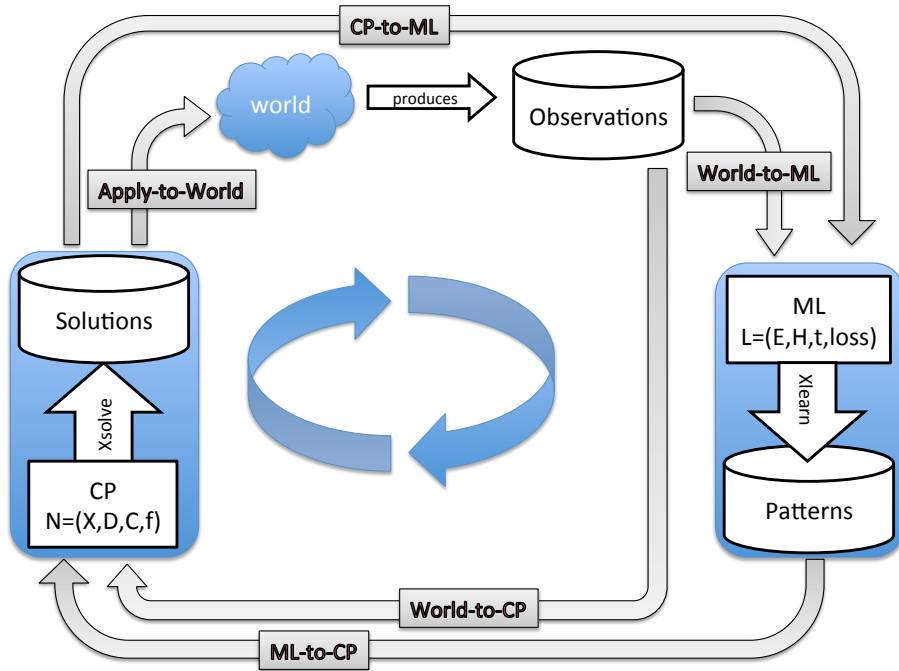 CP-to-ML
world
produces
Observations
Apply-to-World
World-to-ML
Solutions
Xsolve
CP
N=(X,D,C,f)
ML
L=(E,H,t,loss)
Xlearn
Patterns
World-to-CP
ML-to-CP